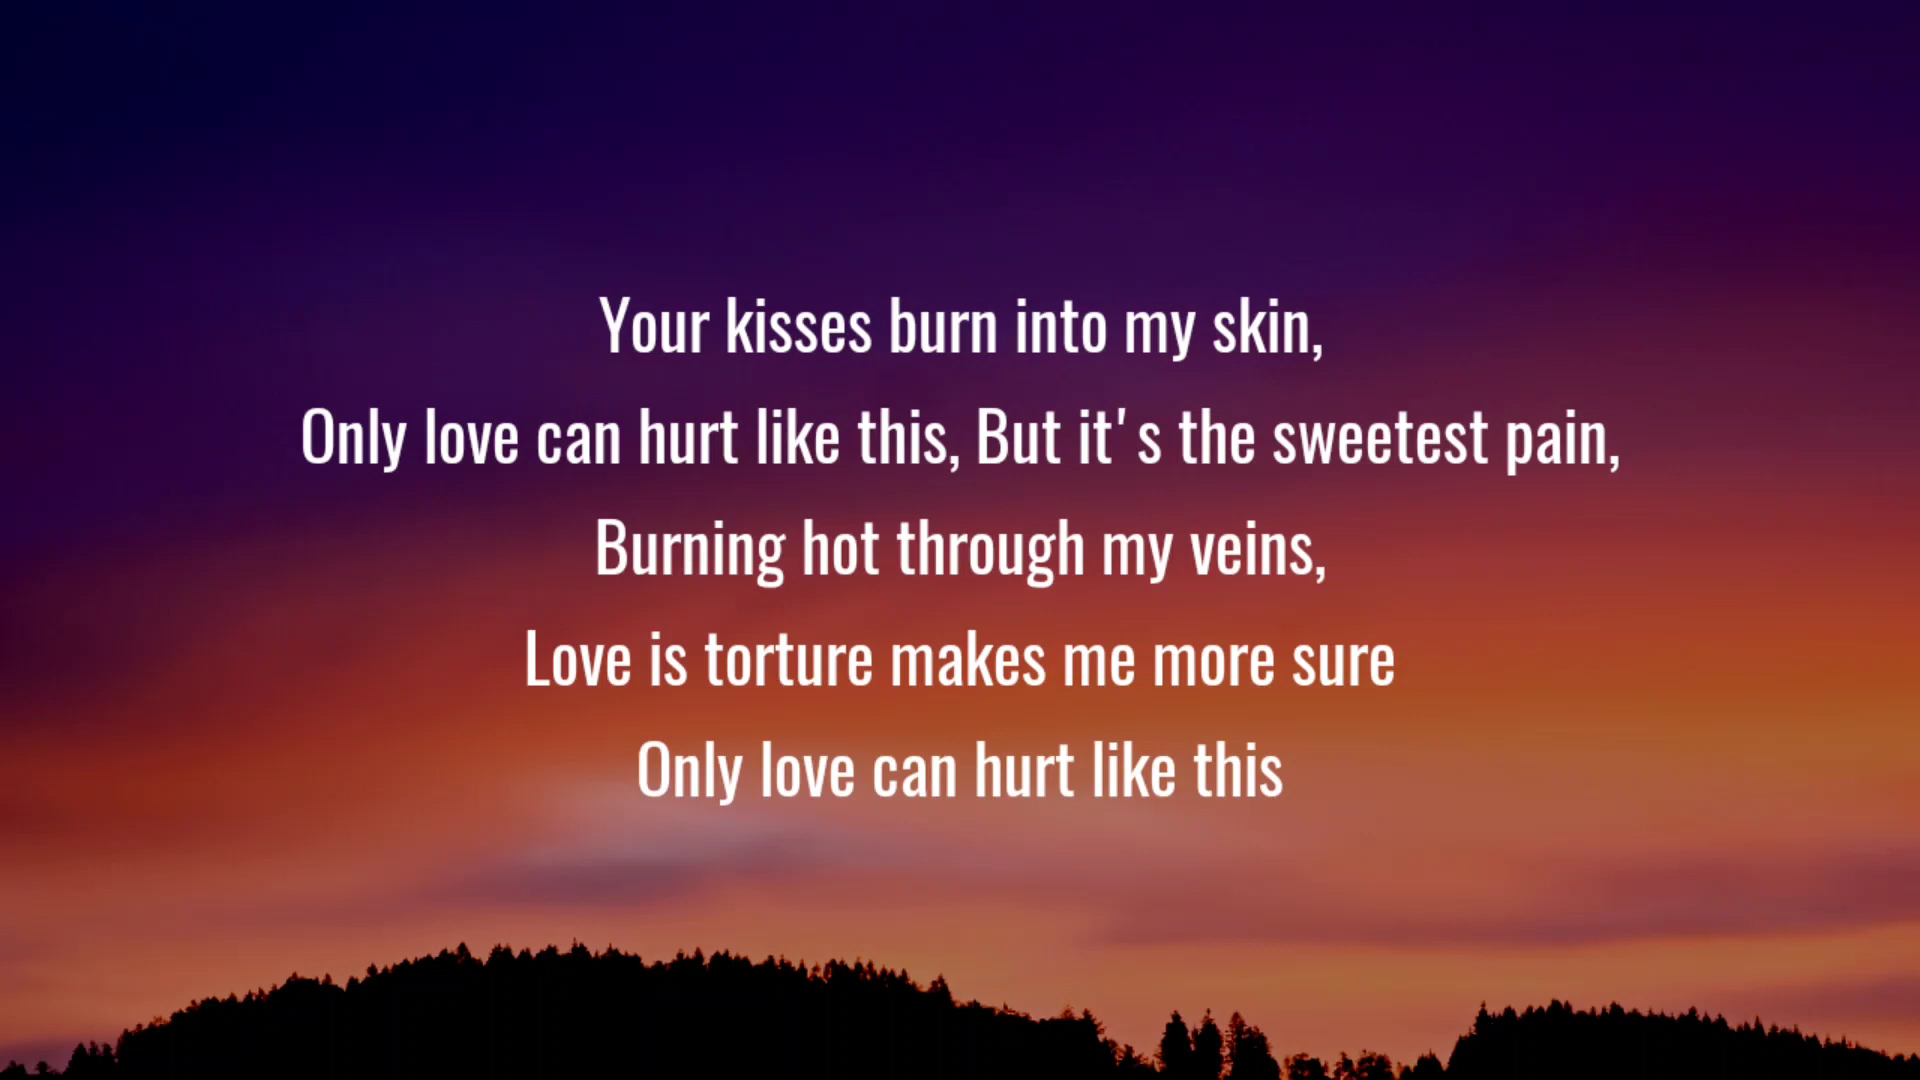 Your kisses burn into my skin,
Only love can hurt like this, But it's the sweetest pain,
Burning hot through my veins,
Love is torture makes me more sure
Only love can hurt like this